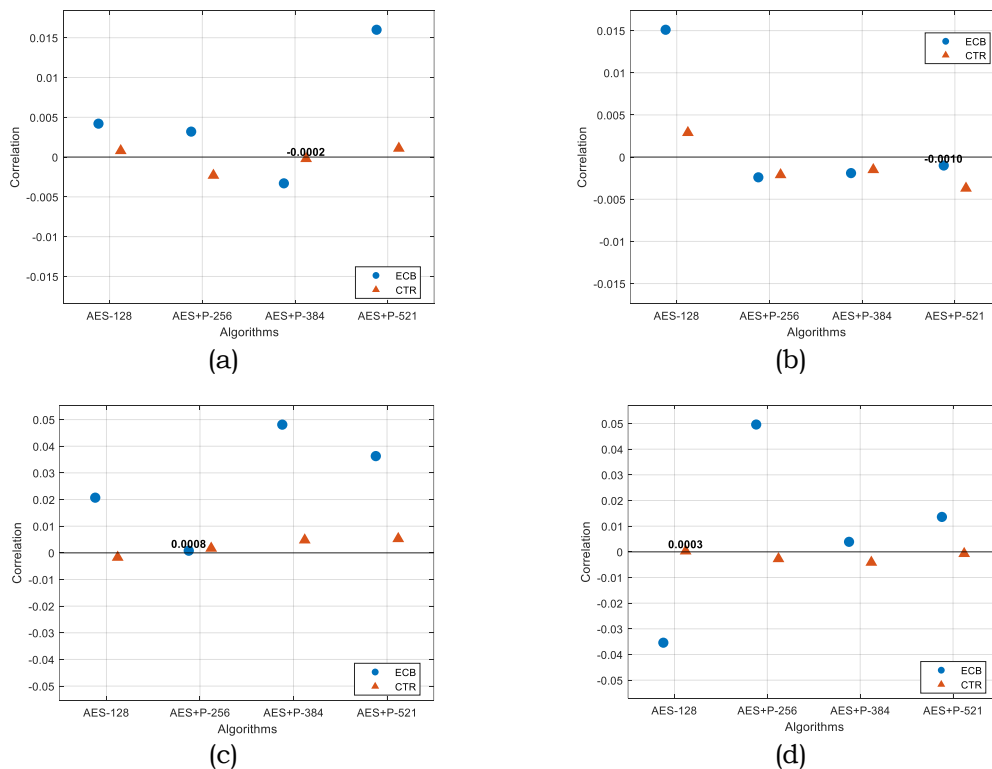 0.015
0.01
0.005
0
-0.005
-0.01
-0.015
Correlation
-0.0002
ECB
CTR
AES-128 AES+P-256 AES+P-384 AES+P-521
Algorithms
(a)
0.015
0.01
0.005
0
-0.005
-0.01
-0.015
Correlation
ECB
CTR
-0.0010
AES-128 AES+P-256 AES+P-384 AES+P-521
Algorithms
(b)
0.05
0.04
0.03
0.02
0.01
0
-0.01
-0.02
-0.03
-0.04
-0.05
Correlation
0.0008
ECB
CTR
AES-128 AES+P-256 AES+P-384 AES+P-521
Algorithms
(c)
0.05
0.04
0.03
0.02
0.01
0
-0.01
-0.02
-0.03
-0.04
-0.05
Correlation
0.0003
ECB
CTR
AES-128 AES+P-256 AES+P-384 AES+P-521
Algorithms
(d)